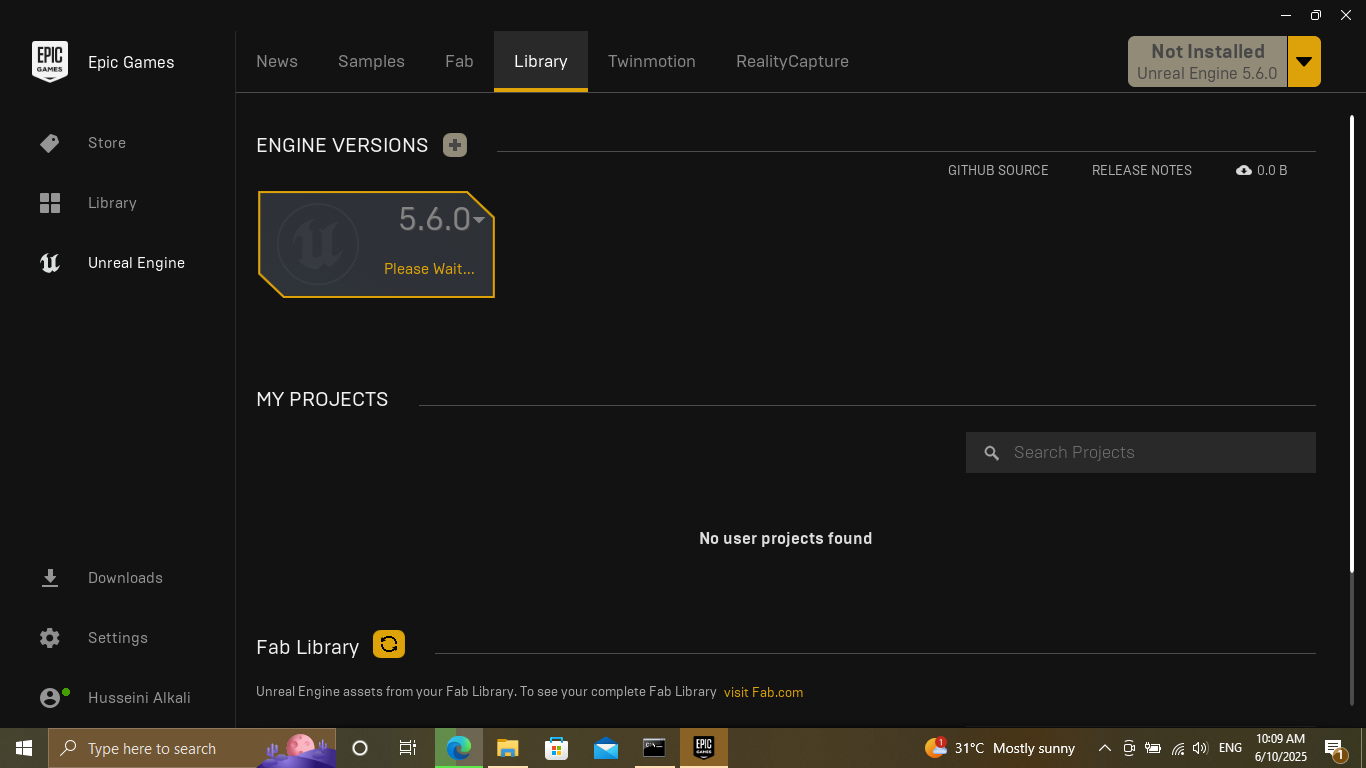 EPIC
GAMES
Epic Games
News
Samples
Fab
Library
Twinmotion
RealityCapture
Not Installed
Unreal Engine 5.6.0
Store
Library
Unreal Engine
ENGINE VERSIONS
GITHUB SOURCE
RELEASE NOTES
0.0 B
5.6.0
Please Wait...
MY PROJECTS
Search Projects
No user projects found
Downloads
Settings
Husseini Alkali
Fab Library
Unreal Engine assets from your Fab Library. To see your complete Fab Library visit Fab.com
Type here to search
EPIC
GAMES
1
31°C Mostly sunny
ENG
10:09 AM
6/10/2025
1